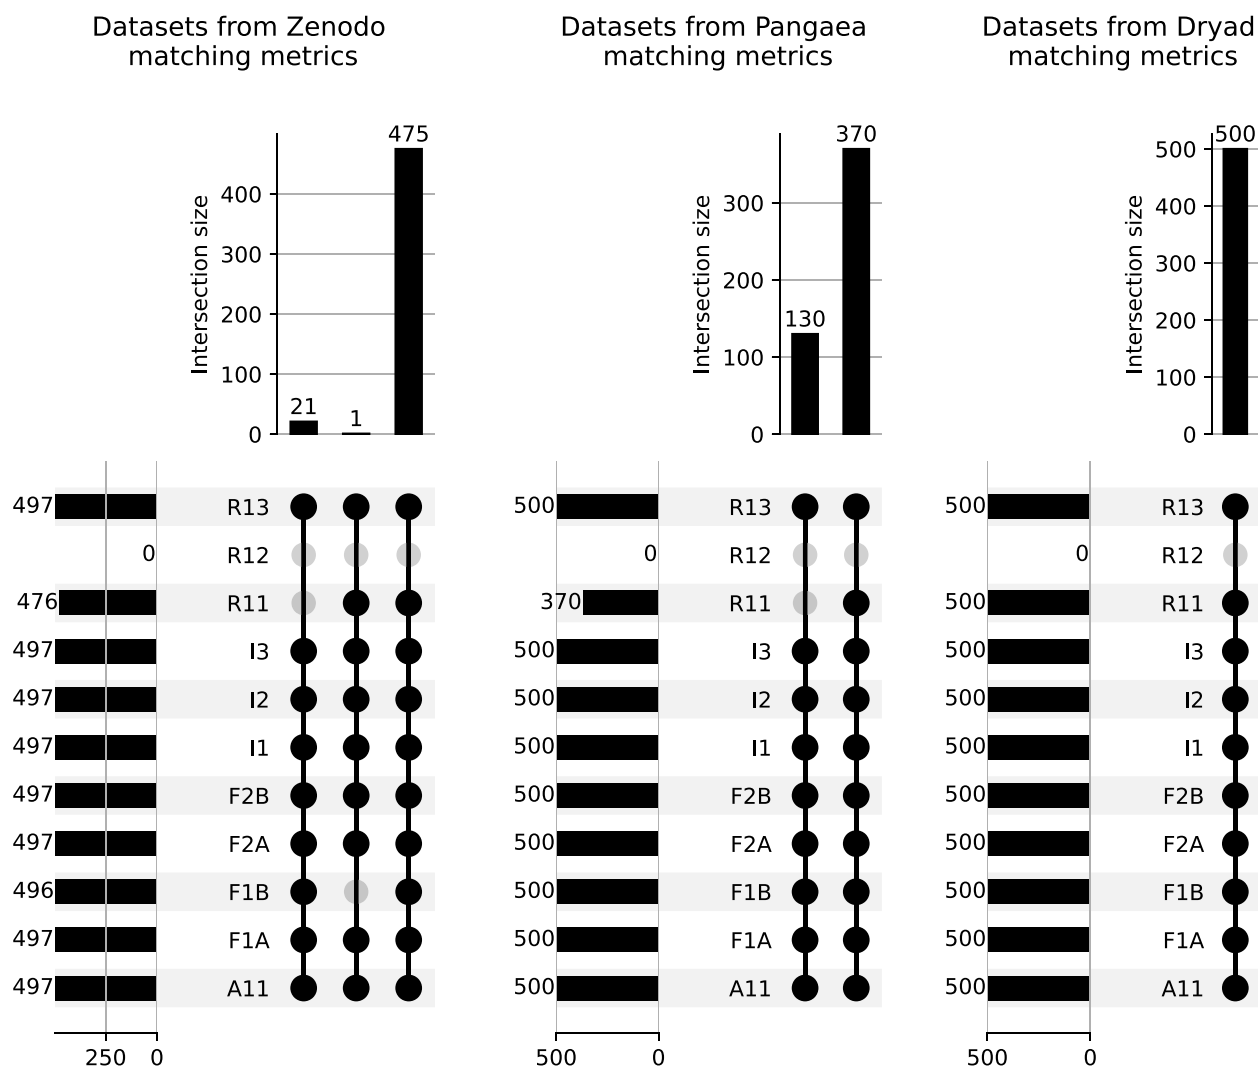 Datasets from Zenodo
matching metrics
475
400
300
200
100
0
Intersection size
21
1
497 R13
0 R12
476 R11
497 I3
497 I2
497 I1
497 F2B
497 F2A
496 F1B
497 F1A
497 A11
250 0
Datasets from Pangaea
matching metrics
370
300
200
130
100
0
Intersection size
500 R13
0 R12
370 R11
500 I3
500 I2
500 I1
500 F2B
500 F2A
500 F1B
500 F1A
500 A11
500 0
Datasets from Dryad
matching metrics
500
500
400
300
200
100
0
Intersection size
500 R13
0 R12
500 R11
500 I3
500 I2
500 I1
500 F2B
500 F2A
500 F1B
500 F1A
500 A11
500 0